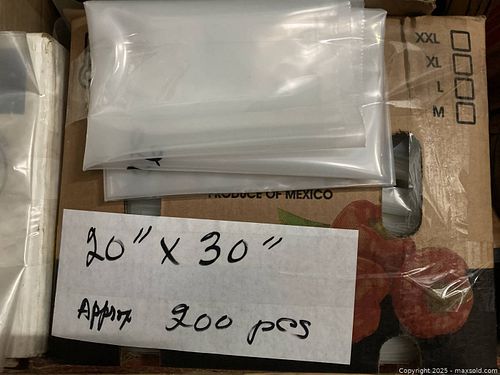 XXL
XL
L
M
PRODUCE OF MEXICO
20" X 30"
Approx 200 pcs
Copyright 2025 - maxsold.com